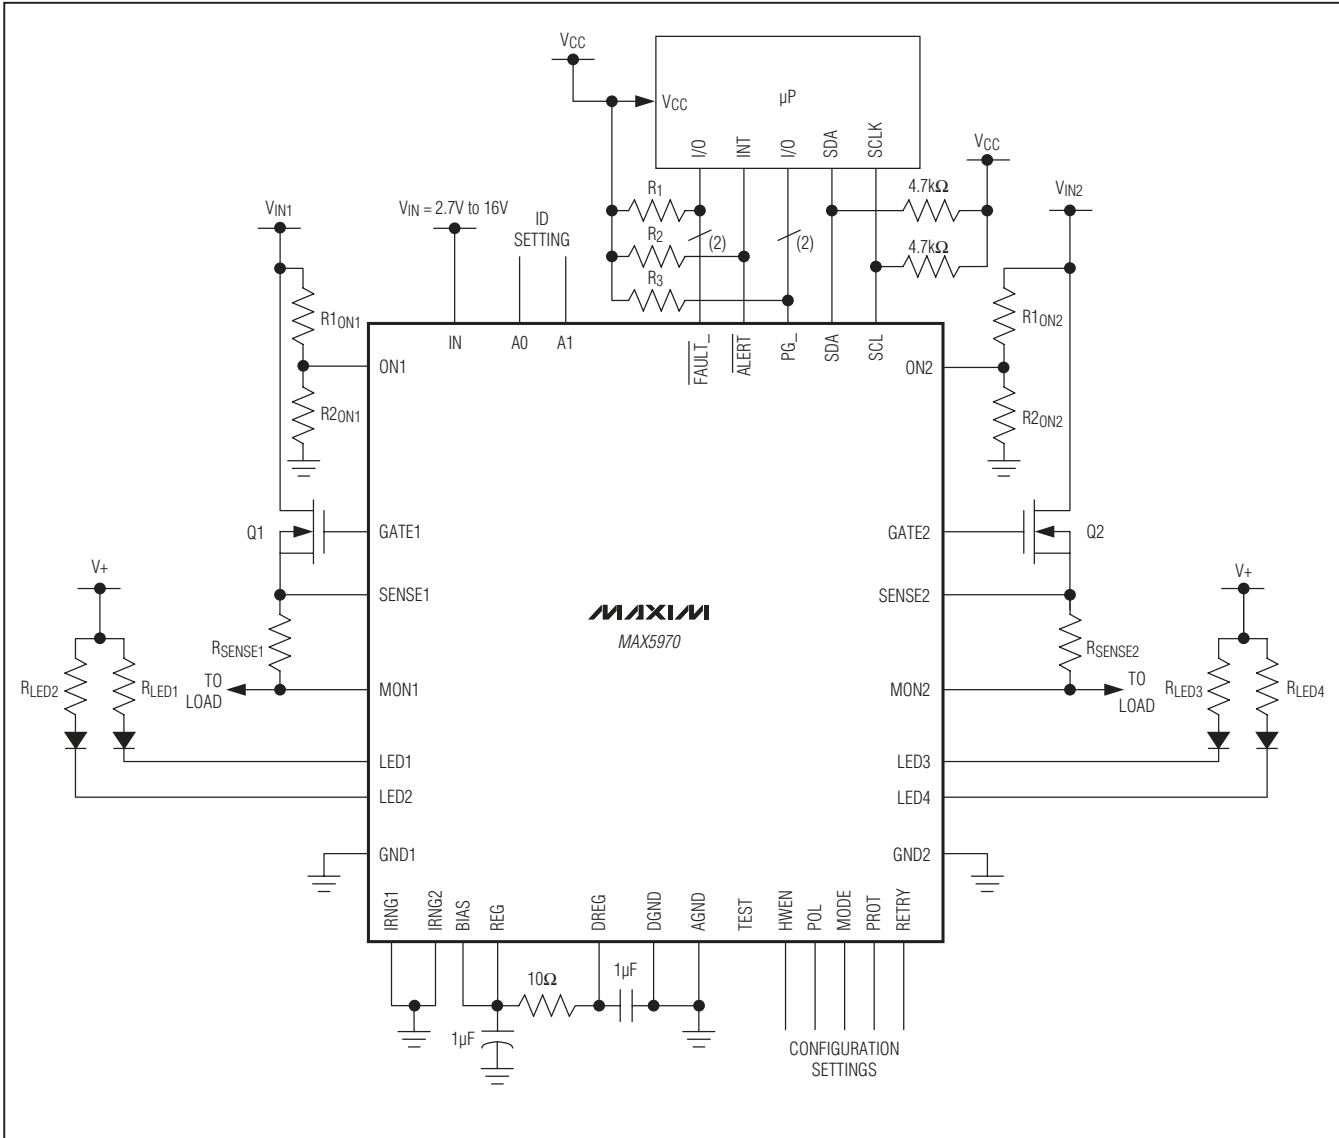 VCC
µP
VCC
I/O
INT
I/O
SDA
SCLK
VCC
VIN1
VIN = 2.7V to 16V
ID
SETTING
R1
R2
R3
(2)
(2)
4.7kΩ
4.7kΩ
VIN2
R1ON1
R1ON2
IN
A0
A1
FAULT_
ALERT
PG_
SDA
SCL
ON1
ON2
R2ON1
R2ON2
Q1
GATE1
GATE2
Q2
V+
V+
SENSE1
SENSE2
MAXIM
MAX5970
RSENSE1
RSENSE2
RLED2
RLED1
TO
LOAD
MON1
MON2
TO
LOAD
RLED3
RLED4
LED1
LED3
LED2
LED4
GND1
GND2
IRNG1
IRNG2
BIAS
REG
DREG
DGND
AGND
TEST
HWEN
POL
MODE
PROT
RETRY
10Ω
1µF
1µF
CONFIGURATION
SETTINGS